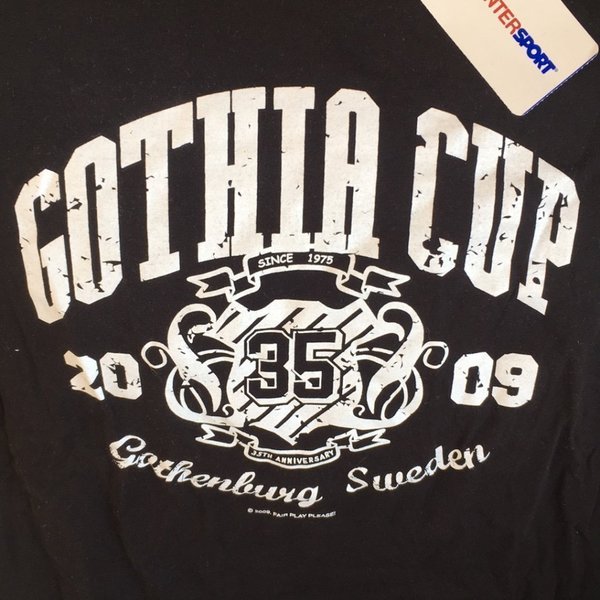 INTERSPORT
GOTHIA CUP
SINCE 1975
20 35 09
35TH ANNIVERSARY
Gothenburg Sweden
© 2009, FAIR PLAY PLEASE!